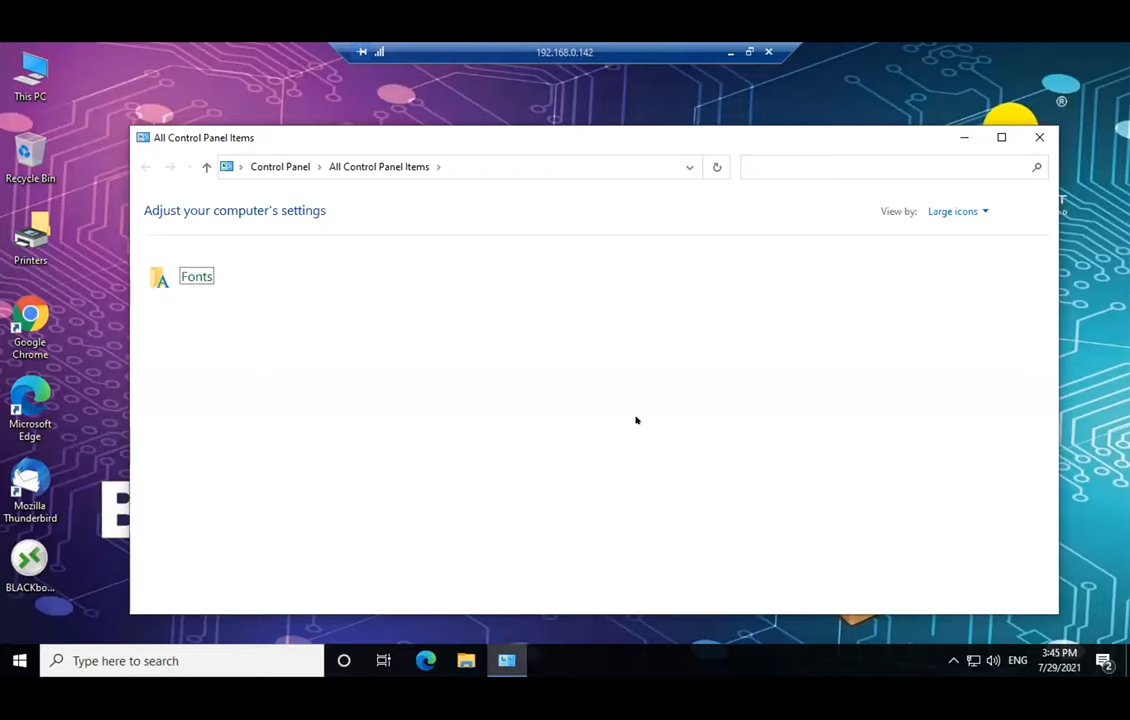 192.168.0.142
This PC
®
All Control Panel Items
Recycle Bin
Control Panel
All Control Panel Items
T
Adjust your computer's settings
View by:
Large icons
Printers
Fonts
Google
Chrome
Microsoft
Edge
Mozilla
Thunderbird
B
BLACKbo...
Type here to search
ENG
3:45 PM
7/29/2021
2